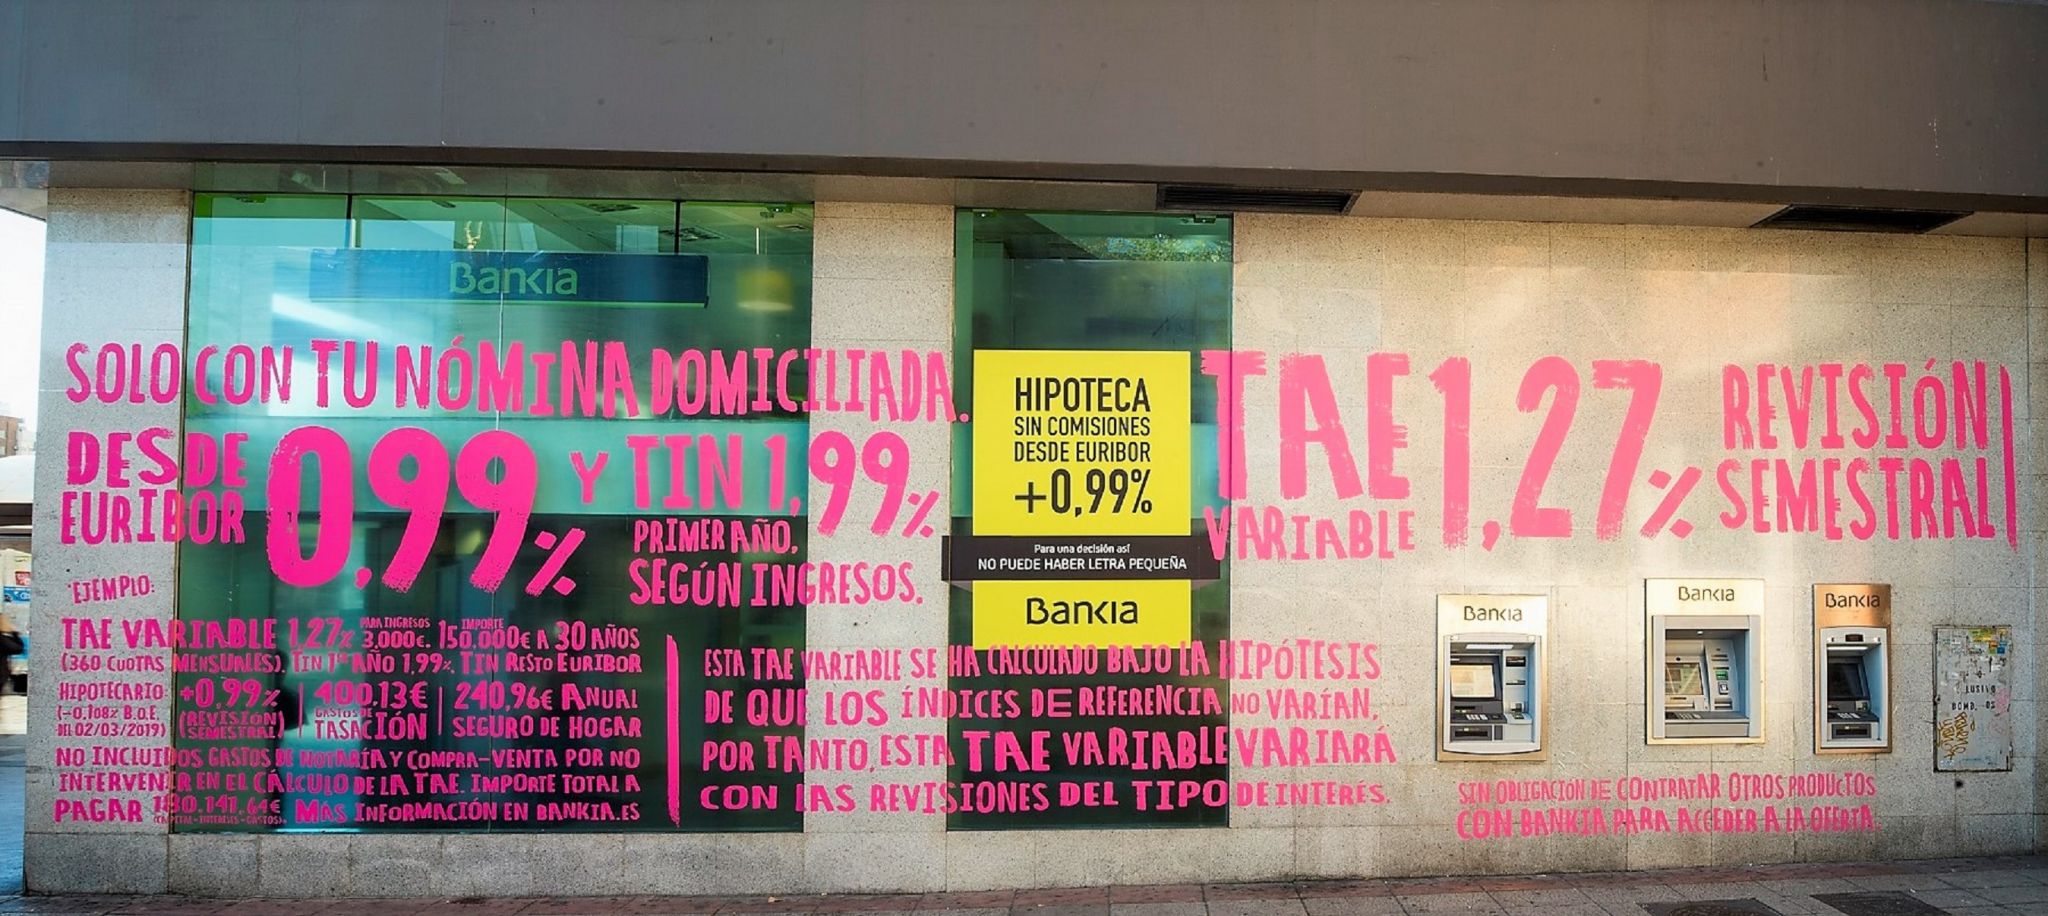 Bankia
SOLO CON TU NÓMINA DOMICILIADA.
DESDE
EURIBOR
0,99%
Y TIN 1,99%
PRIMER AÑO,
SEGÚN INGRESOS.
HIPOTECA
SIN COMISIONES
DESDE EURIBOR
+0,99%
Para una decisión así
NO PUEDE HABER LETRA PEQUEÑA
Bankia
TAE
VARIABLE
1,27%
REVISIÓN
SEMESTRAL
*EJEMPLO:
TAE VARIABLE 1,27% PARA INGRESOS 3.000€. IMPORTE 150.000€ A 30 AÑOS
(360 CUOTAS MENSUALES). TIN 1er AÑO 1,99%. TIN RESTO EURIBOR
HIPOTECARIO
(-0,108% B.O.E.
DEL 02/03/2019)
+0,99%
(REVISIÓN
SEMESTRAL)
400,13€
GASTOS DE
TASACIÓN
240,96€ ANUAL
SEGURO DE HOGAR
NO INCLUIDOS GASTOS DE NOTARÍA Y COMPRA-VENTA POR NO
INTERVENIR EN EL CÁLCULO DE LA TAE. IMPORTE TOTAL A
PAGAR 180.141,64€ (CAPITAL+INTERESES+GASTOS). MÁS INFORMACIÓN EN BANKIA.ES
ESTA TAE VARIABLE SE HA CALCULADO BAJO LA HIPÓTESIS
DE QUE LOS ÍNDICES DE REFERENCIA NO VARÍAN,
POR TANTO, ESTA TAE VARIABLE VARIARÁ
CON LAS REVISIONES DEL TIPO DE INTERÉS.
Bankia
Bankia
Bankia
SIN OBLIGACIÓN DE CONTRATAR OTROS PRODUCTOS
CON BANKIA PARA ACCEDER A LA OFERTA.